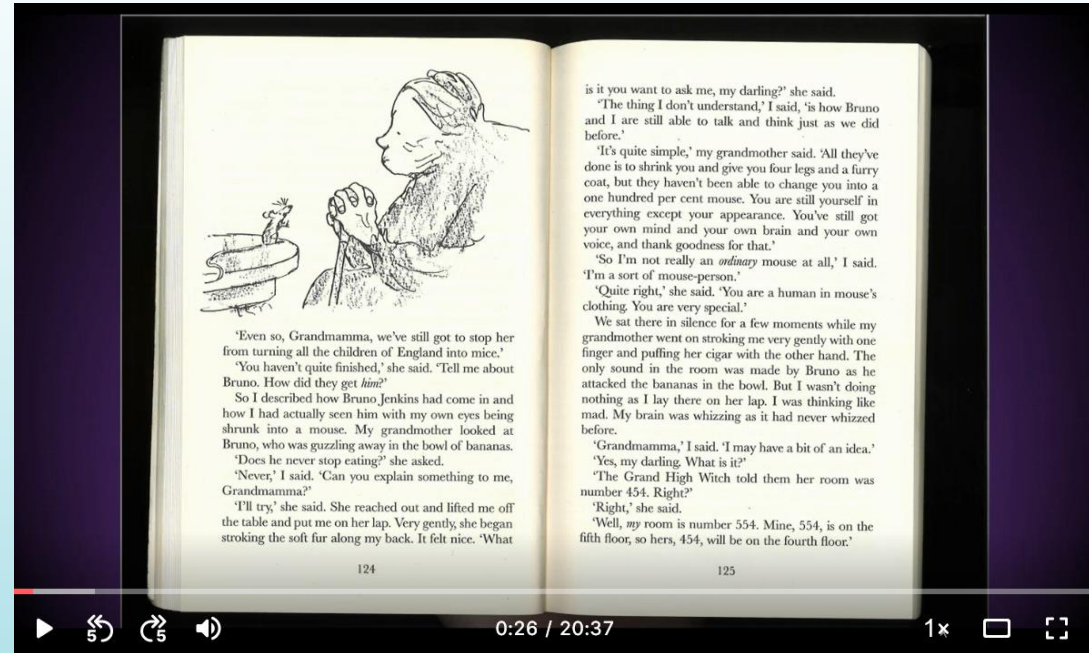 'Even so, Grandmamma, we've still got to stop her
from turning all the children of England into mice.'
'You haven't quite finished,' she said. 'Tell me about
Bruno. How did they get him?'
So I described how Bruno Jenkins had come in and
how I had actually seen him with my own eyes being
shrunk into a mouse. My grandmother looked at
Bruno, who was guzzling away in the bowl of bananas.
'Does he never stop eating?' she asked.
'Never,' I said. 'Can you explain something to me,
Grandmamma?'
'I'll try,' she said. She reached out and lifted me off
the table and put me on her lap. Very gently, she began
stroking the soft fur along my back. It felt nice. 'What
124
is it you want to ask me, my darling?' she said.
'The thing I don't understand,' I said, 'is how Bruno
and I are still able to talk and think just as we did
before.'
'It's quite simple,' my grandmother said. 'All they've
done is to shrink you and give you four legs and a furry
coat, but they haven't been able to change you into a
one hundred per cent mouse. You are still yourself in
everything except your appearance. You've still got
your own mind and your own brain and your own
voice, and thank goodness for that.'
'So I'm not really an ordinary mouse at all,' I said.
'I'm a sort of mouse-person.'
'Quite right,' she said. 'You are a human in mouse's
clothing. You are very special.'
We sat there in silence for a few moments while my
grandmother went on stroking me very gently with one
finger and puffing her cigar with the other hand. The
only sound in the room was made by Bruno as he
attacked the bananas in the bowl. But I wasn't doing
nothing as I lay there on her lap. I was thinking like
mad. My brain was whizzing as it had never whizzed
before.
'Grandmamma,' I said. 'I may have a bit of an idea.'
'Yes, my darling. What is it?'
'The Grand High Witch told them her room was
number 454. Right?'
'Right,' she said.
'Well, my room is number 554. Mine, 554, is on the
fifth floor, so hers, 454, will be on the fourth floor.'
125
5
5
0:26 / 20:37
1×